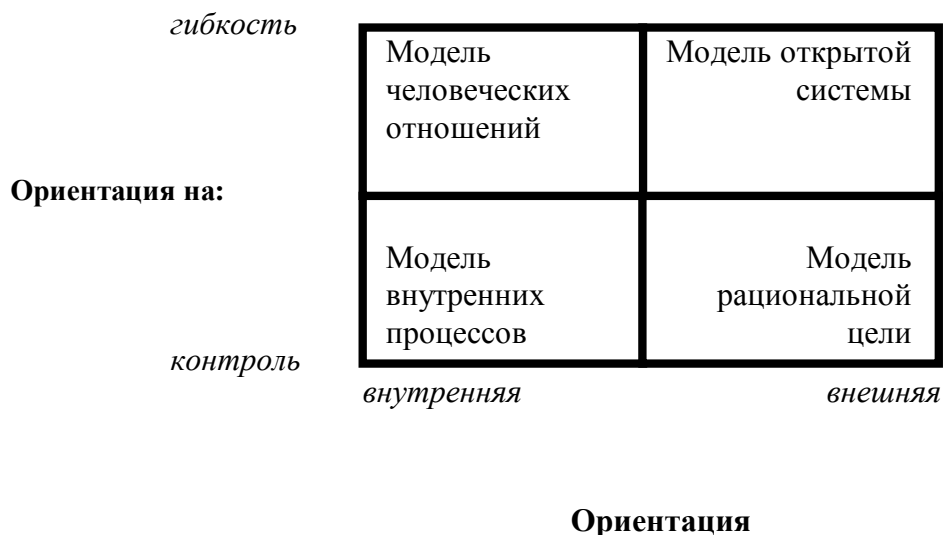 гибкость
Модель
человеческих
отношений
Модель открытой
системы
Ориентация на:
Модель
внутренних
процессов
Модель
рациональной
цели
контроль
внутренняя
внешняя
Ориентация